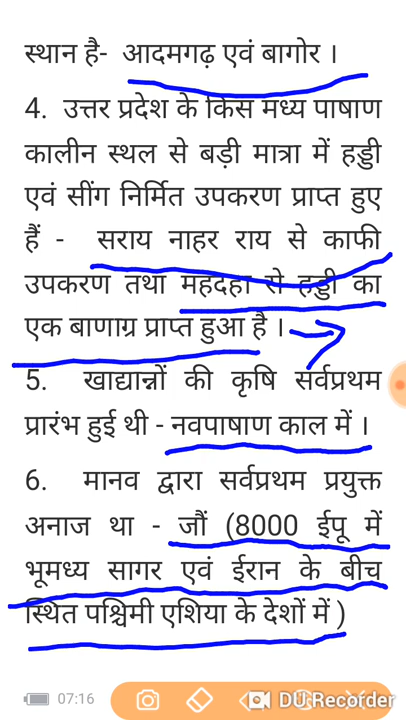 स्थान है- आदमगढ़ एवं बागोर ।
4. उत्तर प्रदेश के किस मध्य पाषाण
कालीन स्थल से बड़ी मात्रा में हड्डी
एवं सींग निर्मित उपकरण प्राप्त हुए
हैं - सराय नाहर राय से काफी
उपकरण तथा महदहा से हड्डी का
एक बाणाग्र प्राप्त हुआ है ।
5. खाद्यान्नों की कृषि सर्वप्रथम
प्रारंभ हुई थी - नवपाषाण काल में ।
6. मानव द्वारा सर्वप्रथम प्रयुक्त
अनाज था - जौं (8000 ईपू में
भूमध्य सागर एवं ईरान के बीच
स्थित पश्चिमी एशिया के देशों में )
07:16
DU Recorder